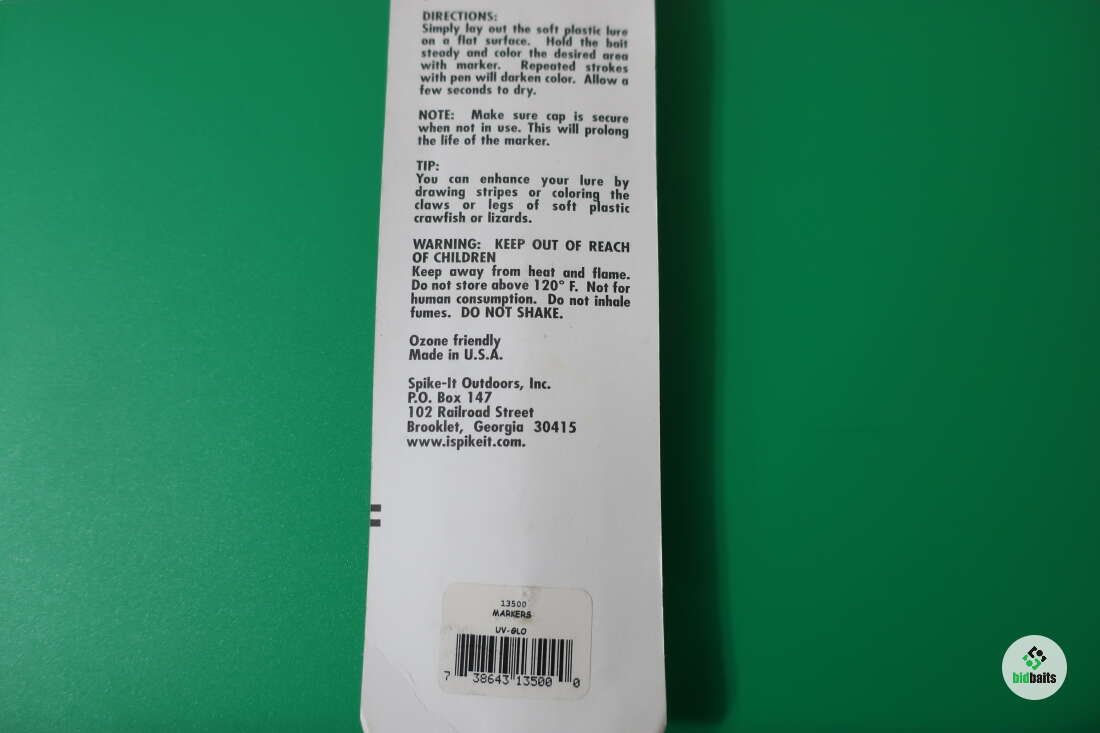 DIRECTIONS:
Simply lay out the soft plastic lure
on a flat surface. Hold the bait
steady and color the desired area
with marker. Repeated strokes
with pen will darken color. Allow a
few seconds to dry.
NOTE: Make sure cap is secure
when not in use. This will prolong
the life of the marker.
TIP:
You can enhance your lure by
drawing stripes or coloring the
claws or legs of soft plastic
crawfish or lizards.
WARNING: KEEP OUT OF REACH
OF CHILDREN
Keep away from heat and flame.
Do not store above 120° F. Not for
human consumption. Do not inhale
fumes. DO NOT SHAKE.
Ozone friendly
Made in U.S.A.
Spike-It Outdoors, Inc.
P.O. Box 147
102 Railroad Street
Brooklet, Georgia 30415
www.ispikeit.com.
13500
MARKERS
UV-GLO
7 38643 13500 0
bidbaits